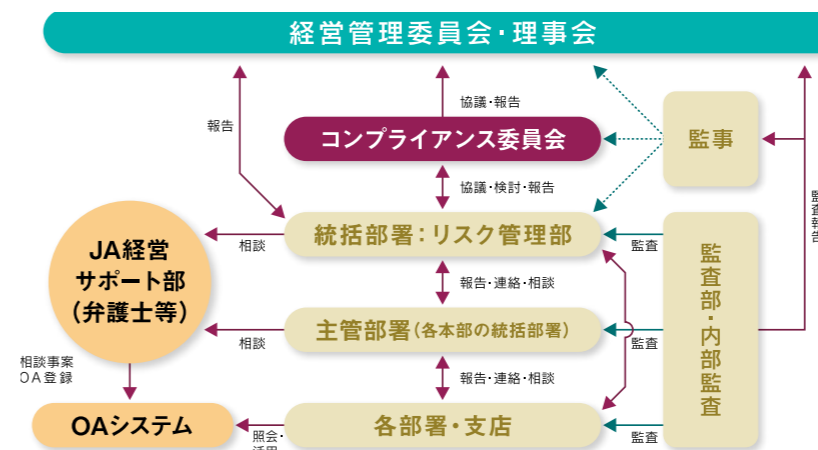 経営管理委員会・理事会
協議・報告
報告
コンプライアンス委員会
監事
協議・検討・報告
監査報告
統括部署：リスク管理部
相談
監査
JA経営
サポート部
（弁護士等）
報告・連絡・相談
監査部・内部監査
主管部署（各本部の統括部署）
相談
監査
相談事案
OA登録
報告・連絡・相談
OAシステム
照会・
各部署・支店
監査